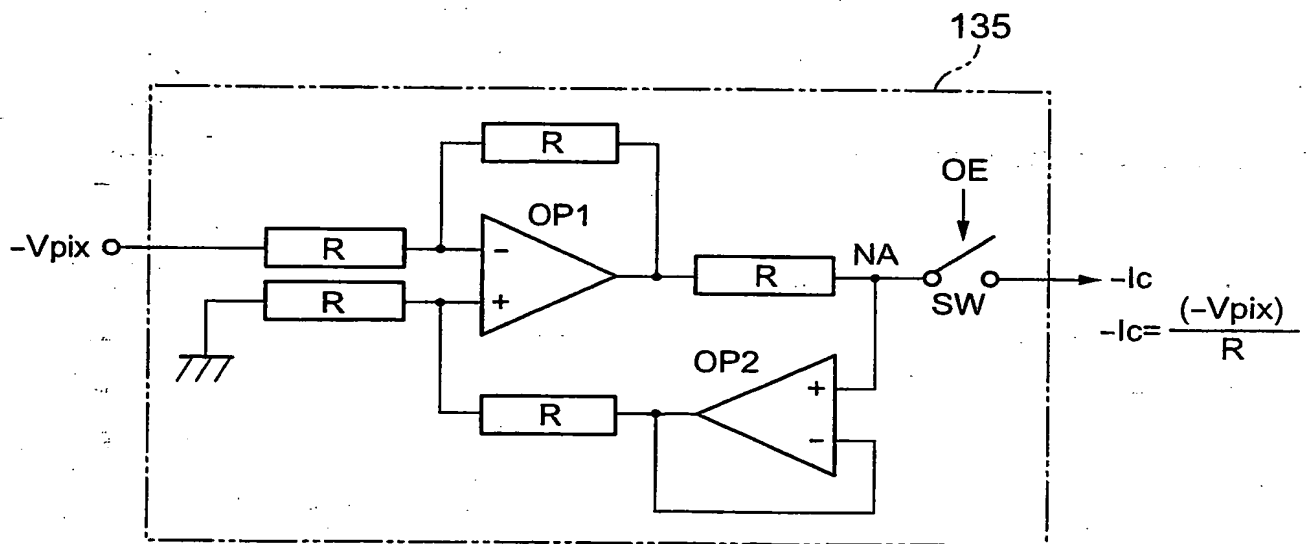 135
R
OE
OP1
-Vpix
R
-
NA
R
R
+
SW
-Ic
-Ic= (-Vpix)
R
OP2
+
R
-